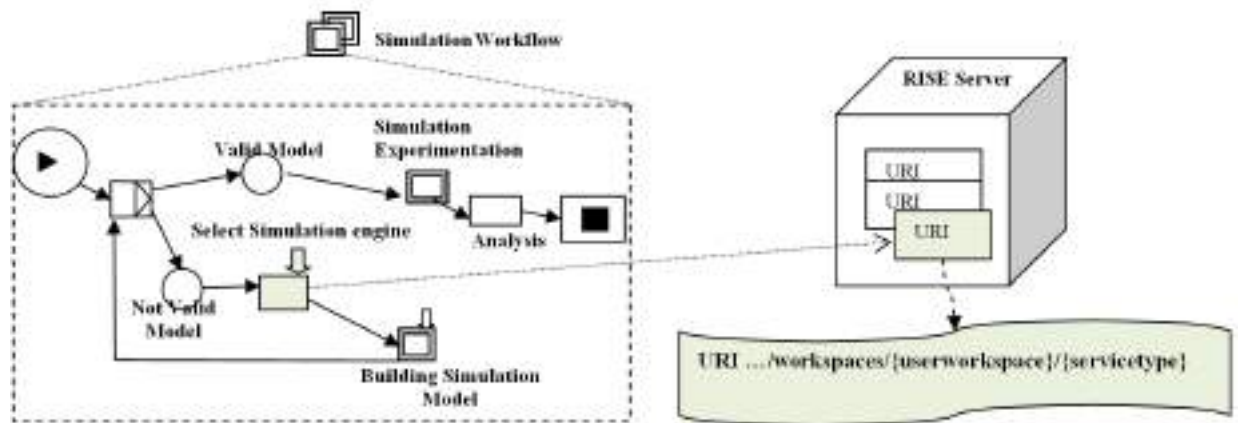 Simulation Workflow
RISE Server
Simulation
Experimentation
Valid Model
URI
URI
URI
Select Simulation engine
Analysis
Not Valid
Model
URI …/workspaces/{userworkspace}/{servicetype}
Building Simulation
Model